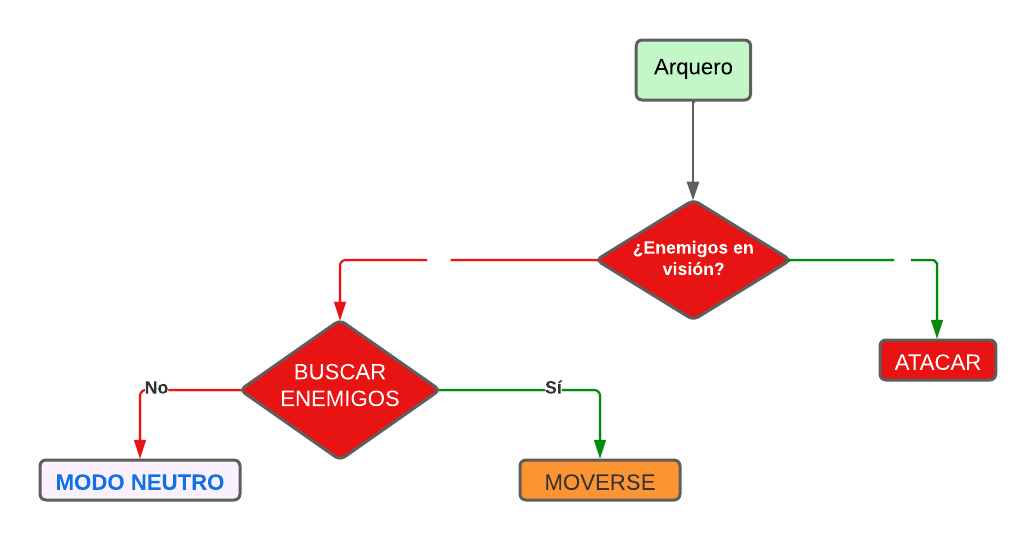 Arquero
¿Enemigos en
visión?
ATACAR
BUSCAR
ENEMIGOS
No
Sí
MODO NEUTRO
MOVERSE